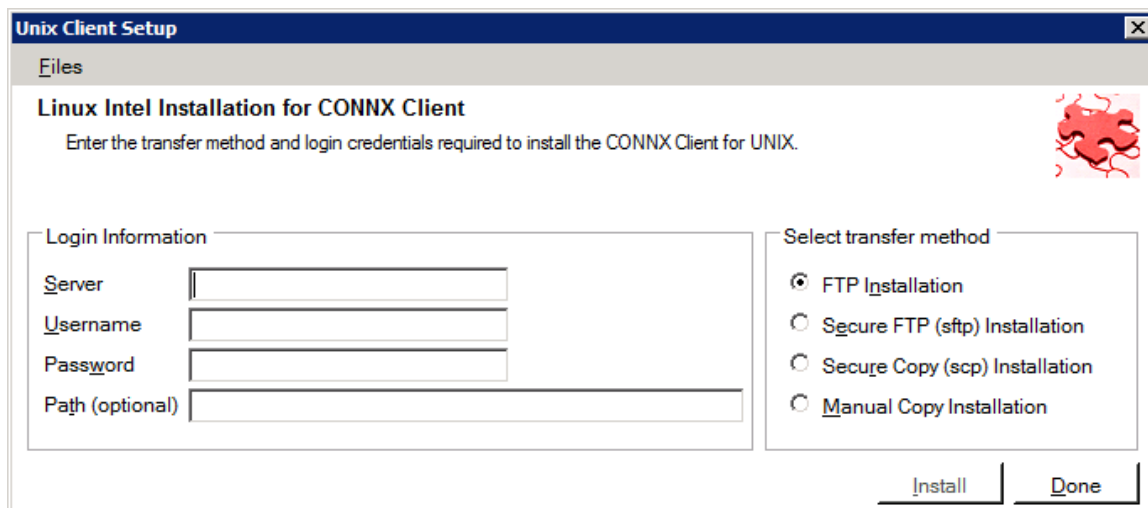 Unix Client Setup
Files
Linux Intel Installation for CONNX Client
Enter the transfer method and login credentials required to install the CONNX Client for UNIX.
Login Information
Server
Username
Password
Path (optional)
Select transfer method
FTP Installation
Secure FTP (sftp) Installation
Secure Copy (scp) Installation
Manual Copy Installation
Install
Done